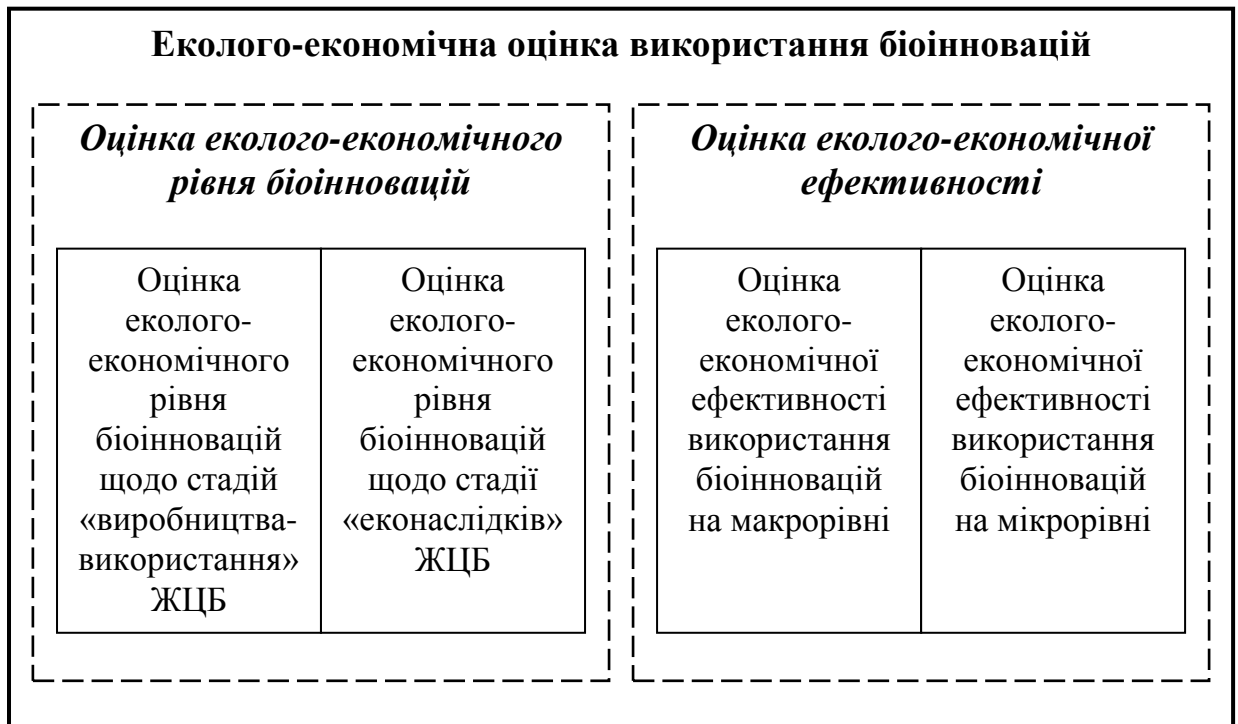 Еколого-економічна оцінка використання біоінновацій
Оцінка еколого-економічного
рівня біоінновацій
Оцінка
еколого-
економічного
рівня
біоінновацій
щодо стадій
«виробництва-
використання»
ЖЦБ
Оцінка
еколого-
економічного
рівня
біоінновацій
щодо стадії
«еконаслідків»
ЖЦБ
Оцінка еколого-економічної
ефективності
Оцінка
еколого-
економічної
ефективності
використання
біоінновацій
на макрорівні
Оцінка
еколого-
економічної
ефективності
використання
біоінновацій
на мікрорівні